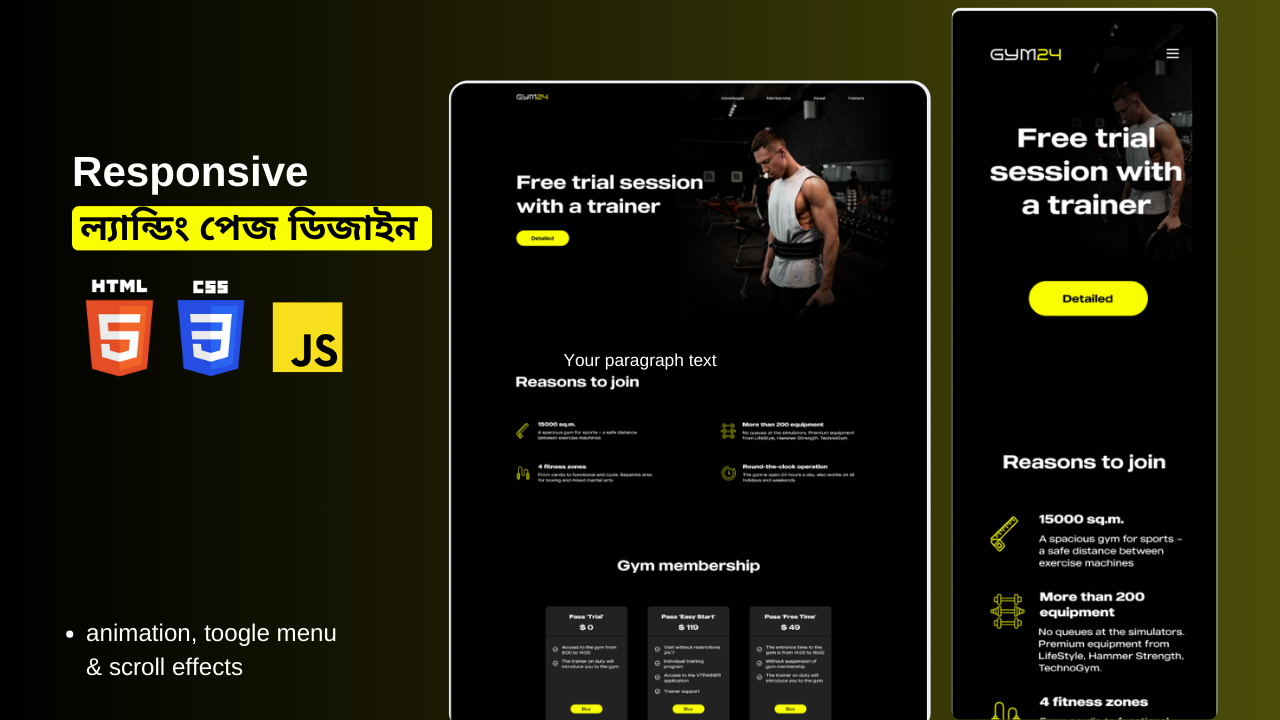 Responsive
ল্যান্ডিং পেজ ডিজাইন
HTML
CSS
5
3
JS
animation, toogle menu
& scroll effects
GYM24
Advantages Membership About Trainers
Free trial session
with a trainer
Detailed
Your paragraph text
Reasons to join
15000 sq.m.
A spacious gym for sports – a safe distance
between exercise machines
More than 200 equipment
No queues at the simulators. Premium equipment
from LifeStyle, Hammer Strength, TechnoGym.
4 fitness zones
From cardio to functional and cycle. Separate area
for boxing and mixed martial arts
Round-the-clock operation
The gym is open 24 hours a day, also works on all
holidays and weekends
Gym membership
Pass 'Trial'
$ 0
Access to the gym from
8:00 to 14:00
The trainer on duty will
introduce you to the gym
Buy
Pass 'Easy Start'
$ 119
Visit without restrictions
24/7
Individual training
program
Access to the VTRAINER
application
Trainer support
Buy
Pass 'Free Time'
$ 49
The entrance time to the
gym is from 14:00 to 16:00
Without suspension of
gym membership
The trainer on duty will
introduce you to the gym
Buy
GYM24
Free trial
session with
a trainer
Detailed
Reasons to join
15000 sq.m.
A spacious gym for sports –
a safe distance between
exercise machines
More than 200
equipment
No queues at the simulators.
Premium equipment from
LifeStyle, Hammer Strength,
TechnoGym.
4 fitness zones